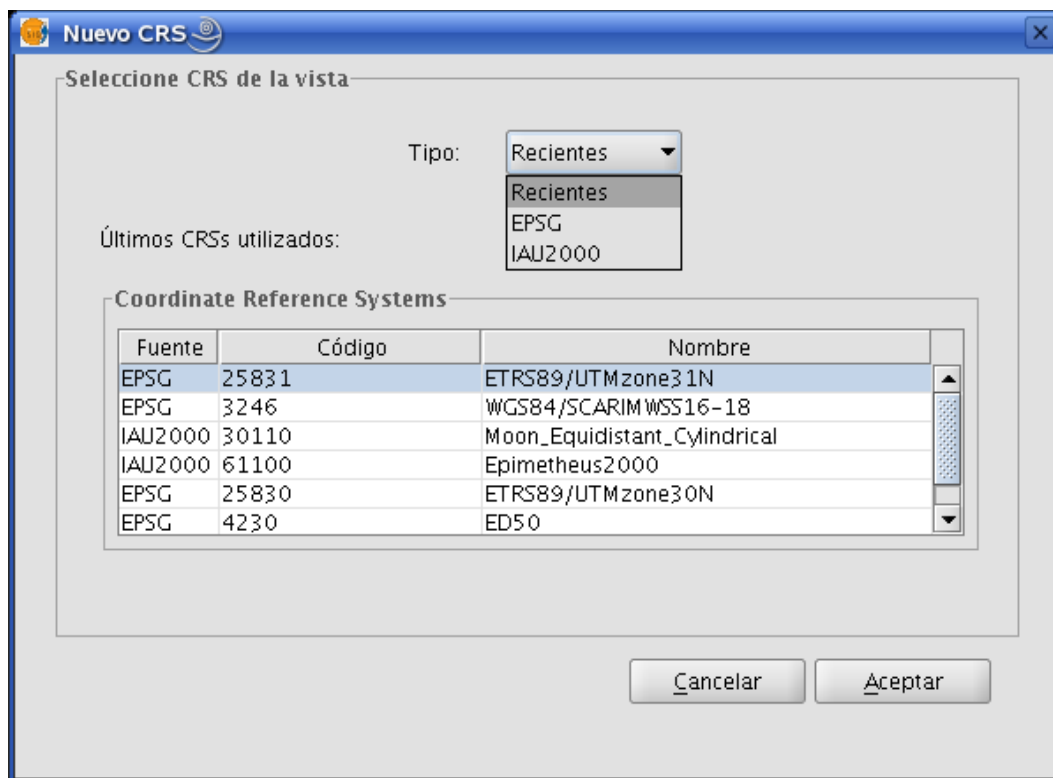 Nuevo CRS
Seleccione CRS de la vista
Tipo: Recientes
Recientes
EPSG
IAU2000
Últimos CRSs utilizados:
Coordinate Reference Systems
Fuente Código Nombre
EPSG 25831 ETRS89/UTMzone31N
EPSG 3246 WGS84/SCARIMWSS16-18
IAU2000 30110 Moon_Equidistant_Cylindrical
IAU2000 61100 Epimetheus2000
EPSG 25830 ETRS89/UTMzone30N
EPSG 4230 ED50
Cancelar Aceptar